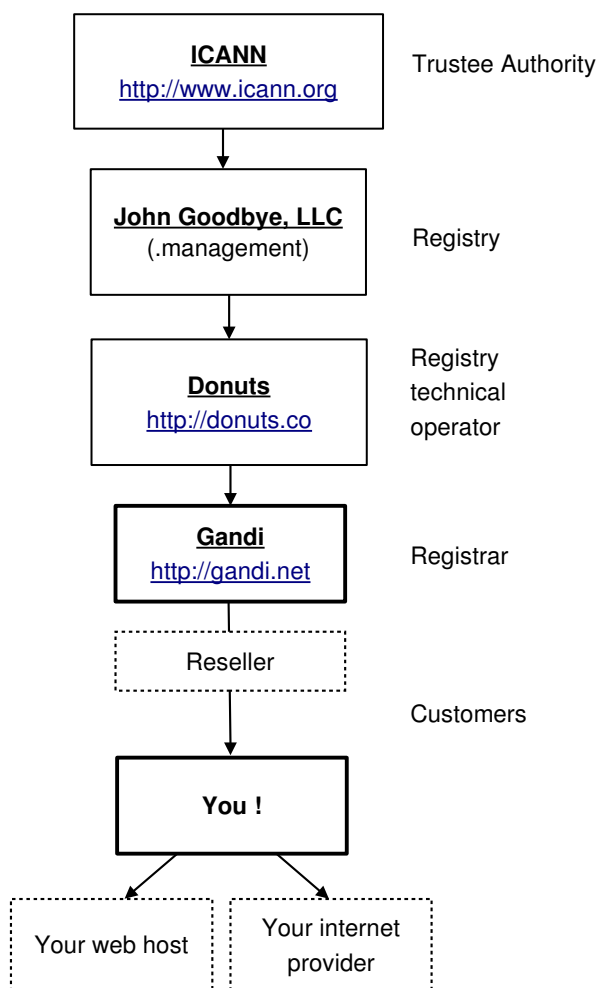 ICANN
http://www.icann.org
Trustee Authority
John Goodbye, LLC
(.management)
Registry
Donuts
http://donuts.co
Registry
technical
operator
Gandi
http://gandi.net
Registrar
Reseller
Customers
You !
Your web host
Your internet
provider